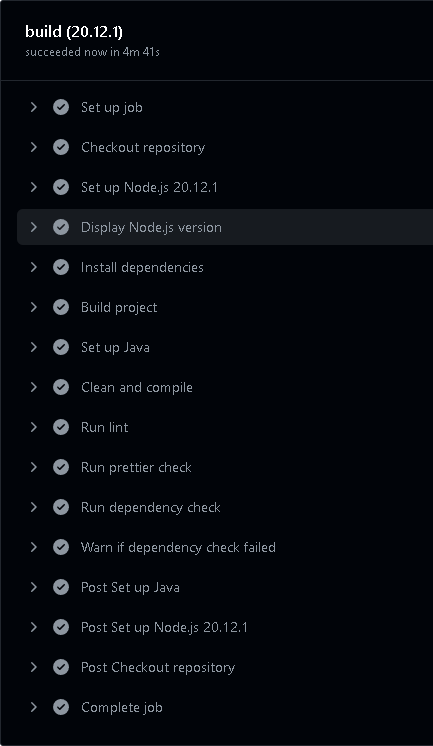 build (20.12.1)
succeeded now in 4m 41s
Set up job
Checkout repository
Set up Node.js 20.12.1
Display Node.js version
Install dependencies
Build project
Set up Java
Clean and compile
Run lint
Run prettier check
Run dependency check
Warn if dependency check failed
Post Set up Java
Post Set up Node.js 20.12.1
Post Checkout repository
Complete job